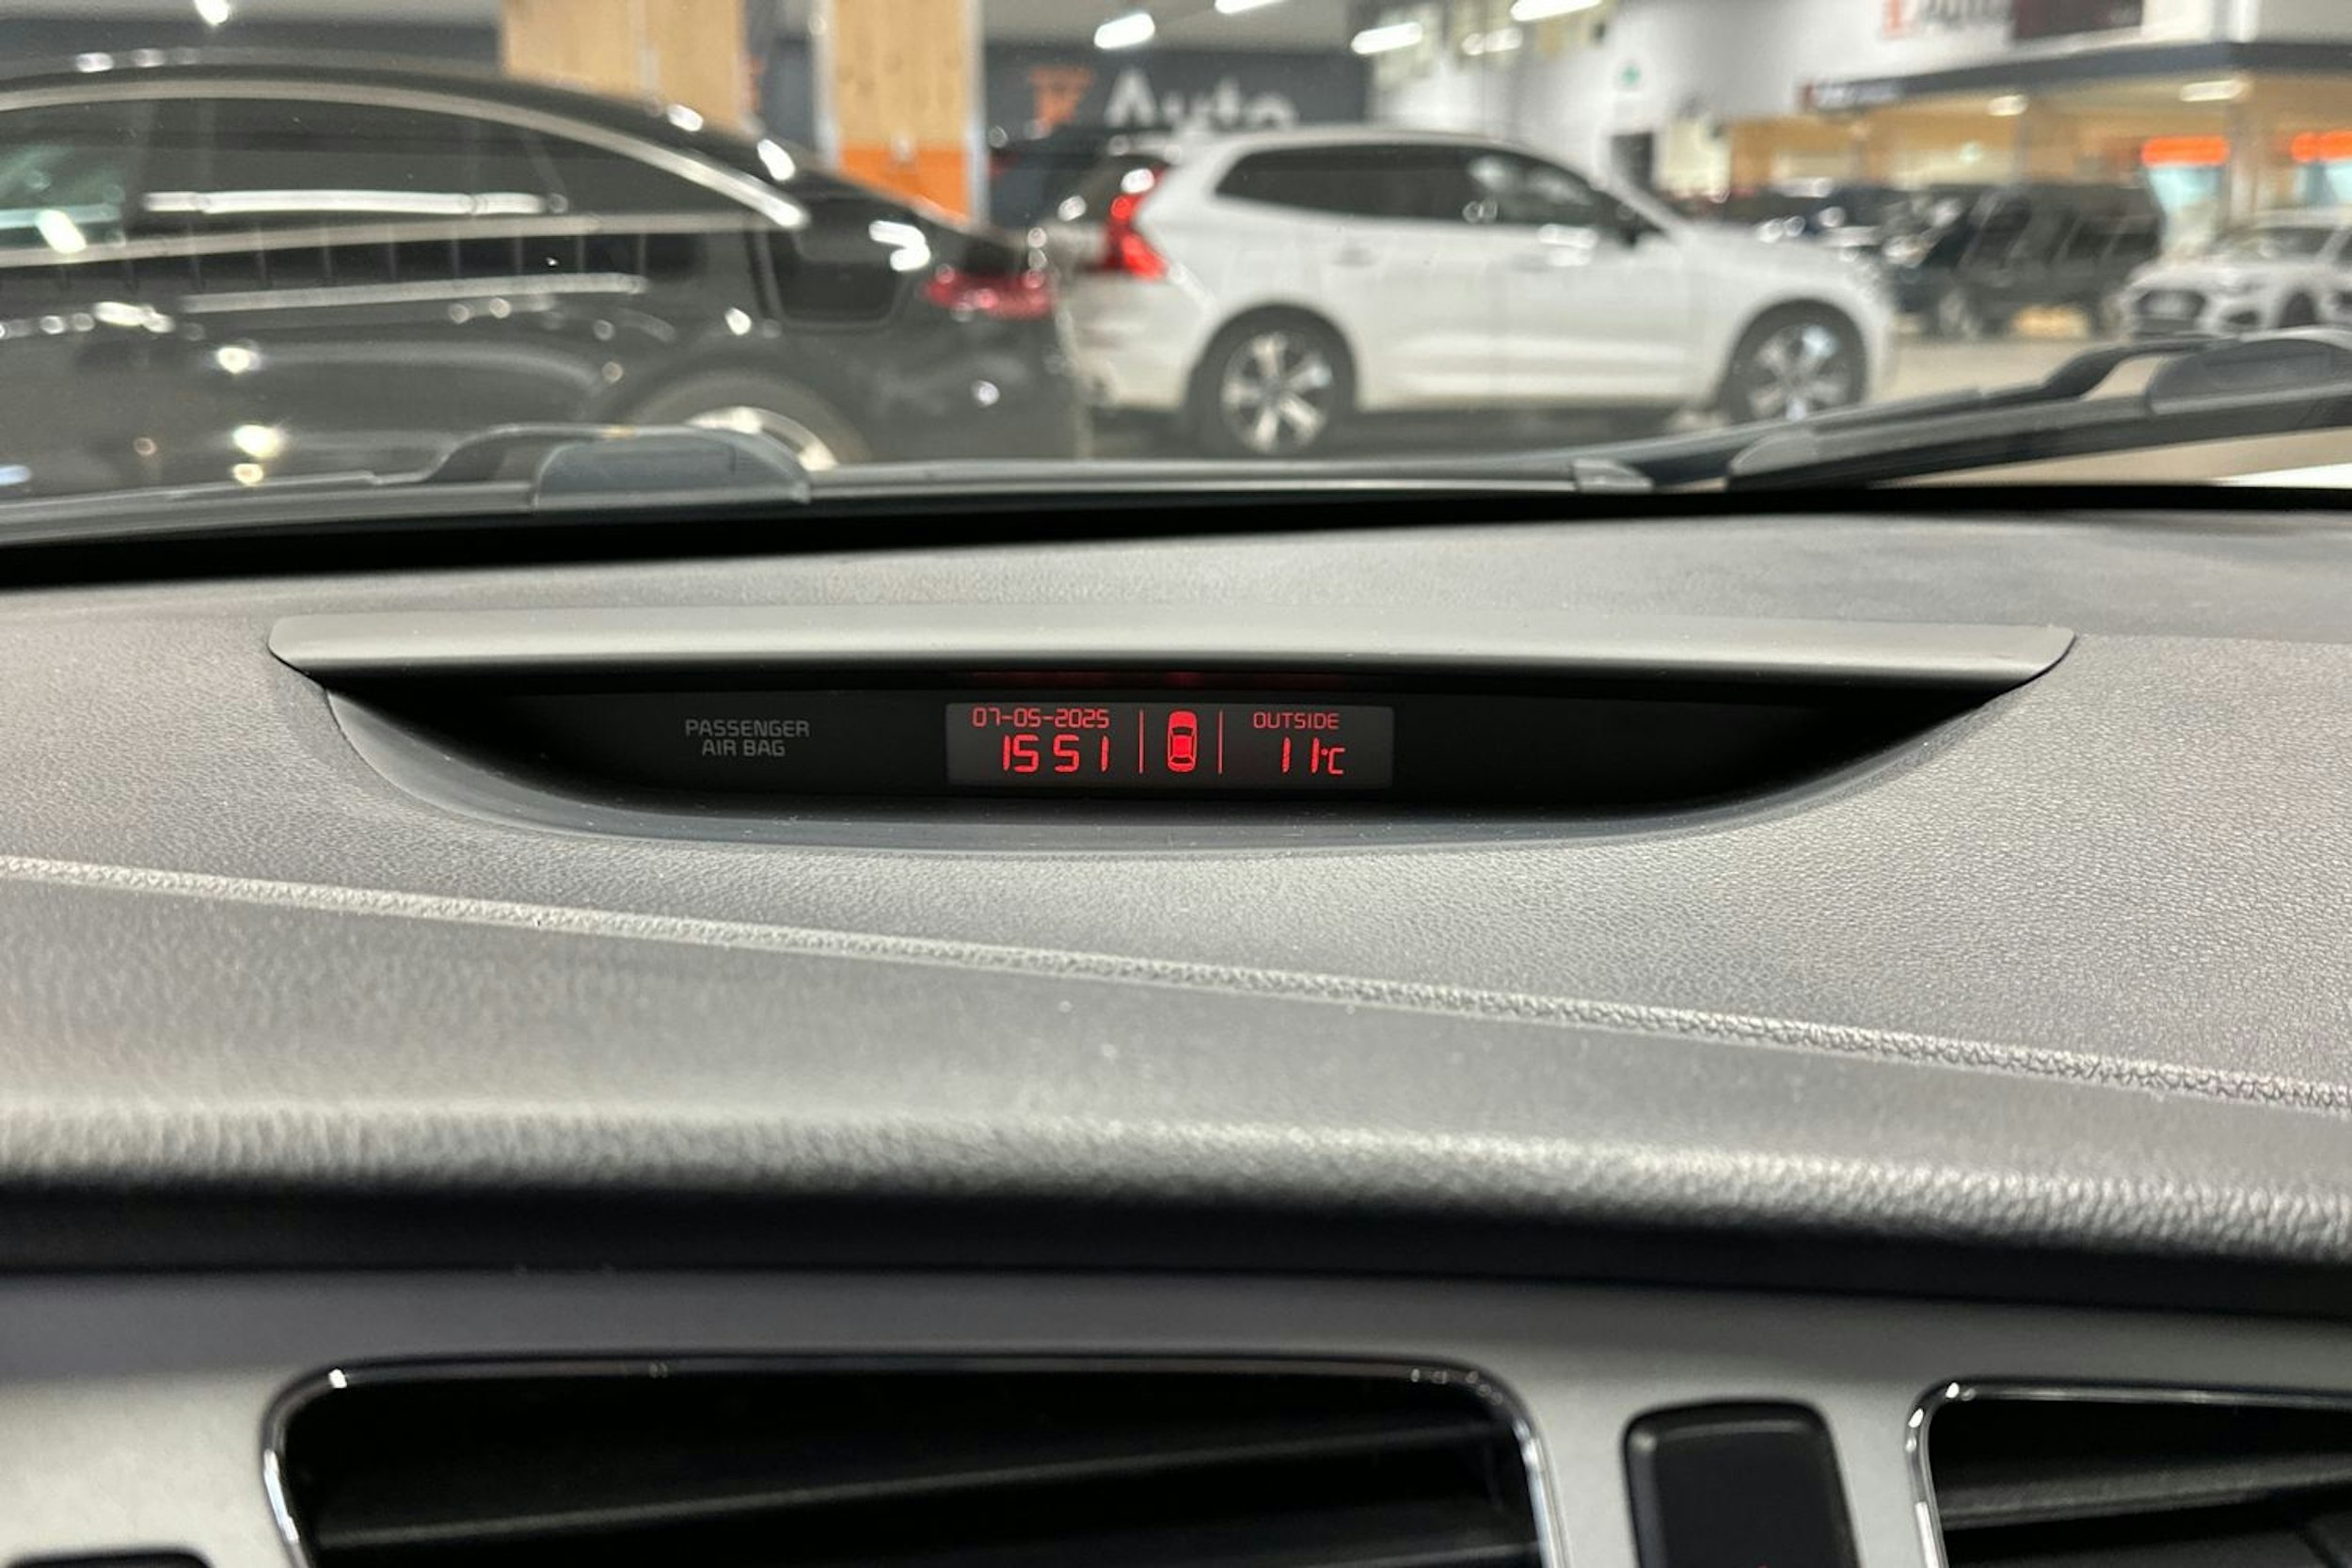 Auto
PASSENGER
AIR BAG
07-05-2025
15 51
OUTSIDE
11°C